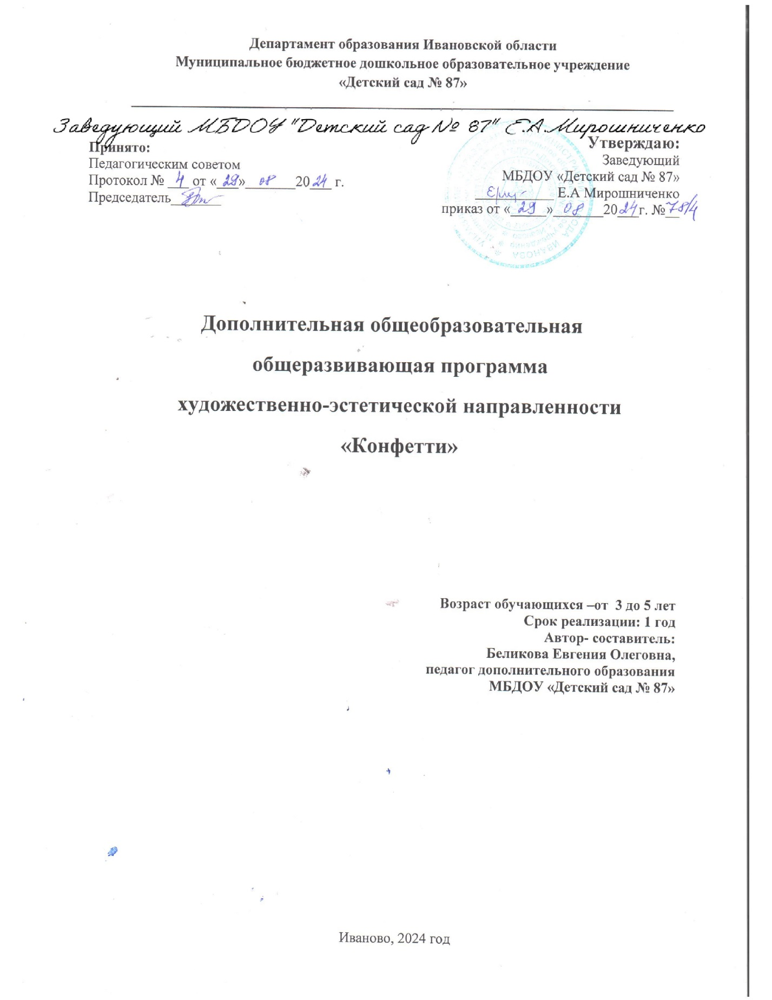 Департамент образования Ивановской области
Муниципальное бюджетное дошкольное образовательное учреждение
«Детский сад № 87»
Заведующий МБДОУ "Детский сад № 87" Е.А.Мирошниченко
Принято:
Педагогическим советом
Протокол № 4 от «29» 08 2024 г.
Председатель
Утверждаю:
Заведующий
МБДОУ «Детский сад № 87»
Е.А Мирошниченко
приказ от «29» 08 2024г. №78/4
Дополнительная общеобразовательная
общеразвивающая программа
художественно-эстетической направленности
«Конфетти»
Возраст обучающихся –от 3 до 5 лет
Срок реализации: 1 год
Автор- составитель:
Беликова Евгения Олеговна,
педагог дополнительного образования
МБДОУ «Детский сад № 87»
Иваново, 2024 год